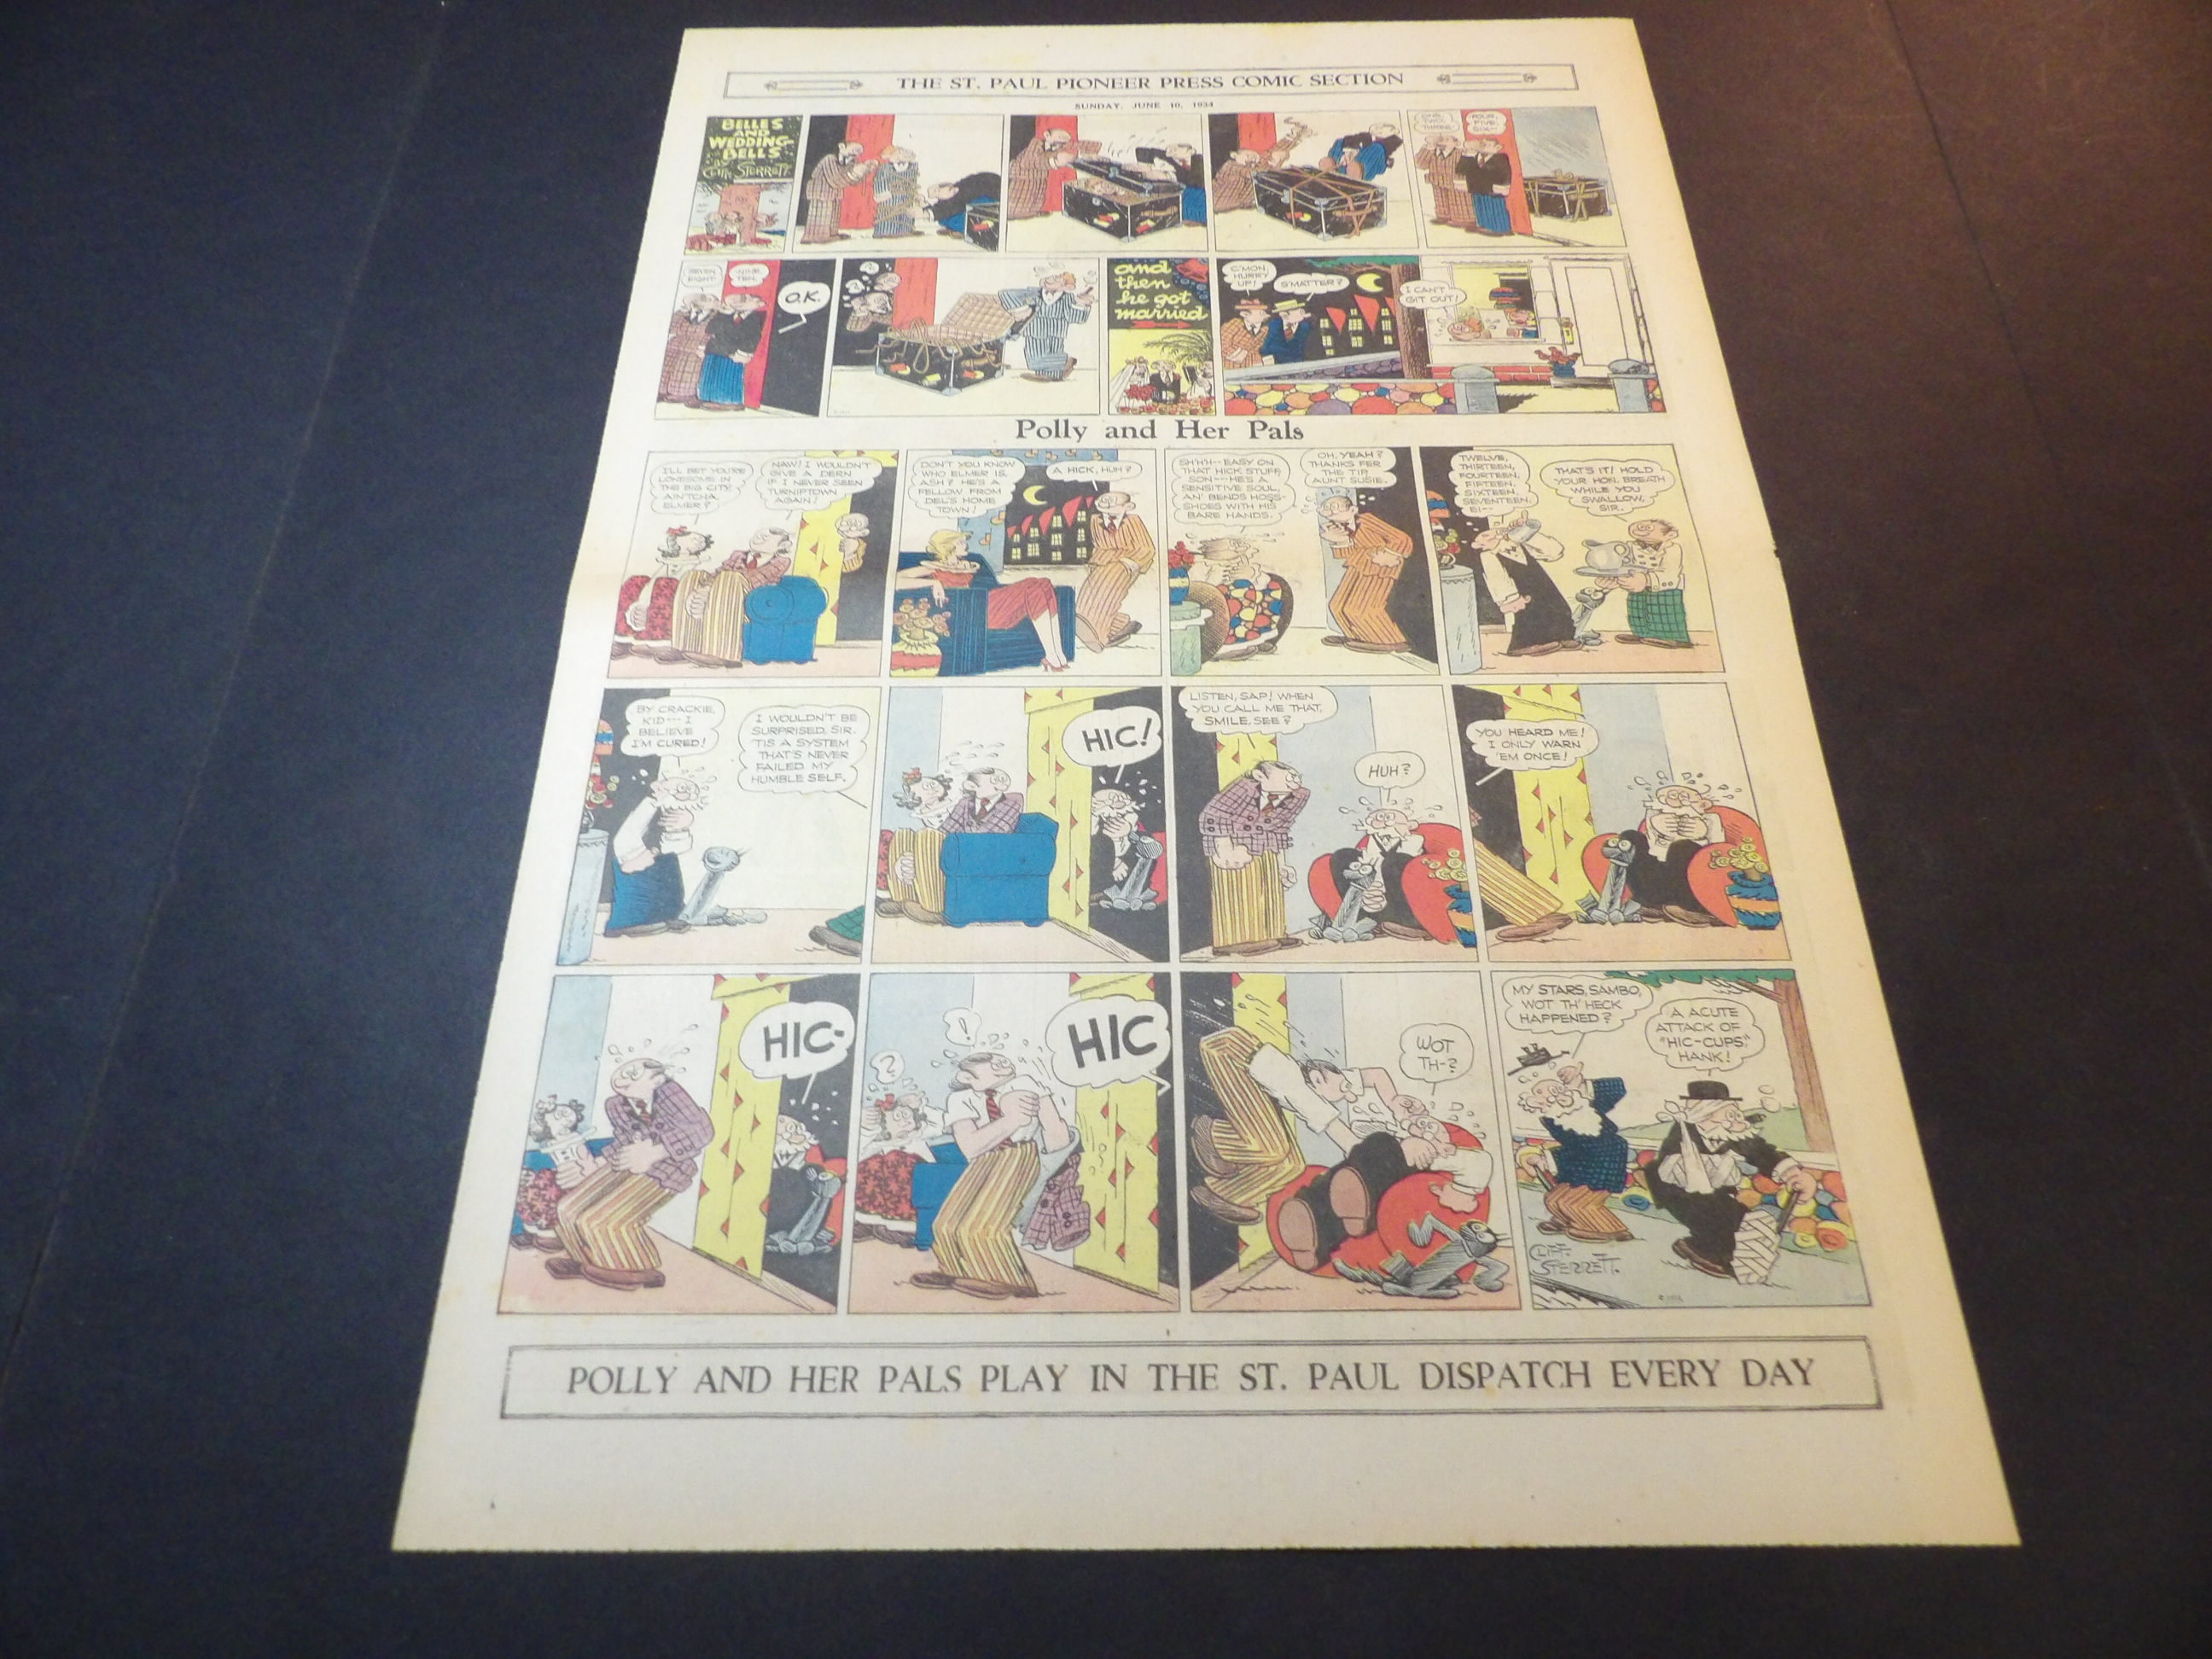 THE ST. PAUL PIONEER PRESS COMIC SECTION
SUNDAY, JUNE 10, 1934
BELLES
AND
WEDDING-
BELLS
CLIFF STERRETT
ONE,
TWO,
THREE
FOUR,
FIVE,
SIX--
SEVEN,
EIGHT
NINE,
TEN.
O.K.
?
?
and
then
he got
married
C'MON,
HURRY
UP!
S'MATTER?
I CAN'T
GIT OUT!
Polly and Her Pals
I'LL BET YOU'RE
LONESOME IN
THE BIG CITY,
AIN'TCHA,
ELMER?
NAW! I WOULDN'T
GIVE A DERN
IF I NEVER SEEN
TURNIPTOWN
AGAIN!
DON'T YOU KNOW
WHO ELMER IS,
ASH? HE'S A
FELLOW FROM
DEL'S HOME
TOWN!
A HICK, HUH?
SH'H'H---EASY ON
THAT HICK STUFF,
SON---HE'S A
SENSITIVE SOUL,
AN' BENDS HOSS-
SHOES WITH HIS
BARE HANDS.
OH, YEAH?
THANKS FER
THE TIP,
AUNT SUSIE.
TWELVE,
THIRTEEN,
FOURTEEN,
FIFTEEN,
SIXTEEN,
SEVENTEEN,
EI--
THAT'S IT! HOLD
YOUR HON. BREATH
WHILE YOU
SWALLOW,
SIR.
BY CRACKIE,
KID---I
BELIEVE
I'M CURED!
I WOULDN'T BE
SURPRISED, SIR.
'TIS A SYSTEM
THAT'S NEVER
FAILED MY
HUMBLE SELF.
HIC!
LISTEN, SAP! WHEN
YOU CALL ME THAT,
SMILE, SEE?
HUH?
YOU HEARD ME!
I ONLY WARN
'EM ONCE!
HIC-
?
!
HIC
WOT
TH-?
MY STARS, SAMBO,
WOT TH' HECK
HAPPENED?
A ACUTE
ATTACK OF
"HIC-CUPS,"
HANK!
CLIFF
STERRETT.
POLLY AND HER PALS PLAY IN THE ST. PAUL DISPATCH EVERY DAY